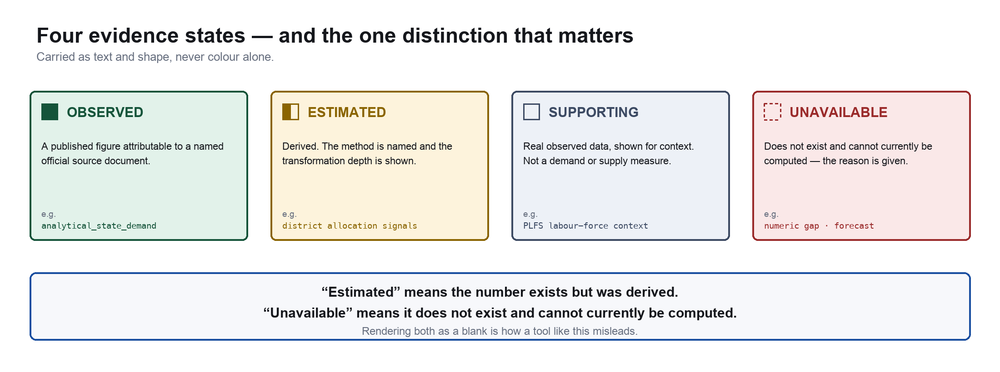 Four evidence states — and the one distinction that matters
Carried as text and shape, never colour alone.
OBSERVED
A published figure attributable to a named
official source document.
e.g.
analytical_state_demand
ESTIMATED
Derived. The method is named and the
transformation depth is shown.
e.g.
district allocation signals
SUPPORTING
Real observed data, shown for context.
Not a demand or supply measure.
e.g.
PLFS labour−force context
UNAVAILABLE
Does not exist and cannot currently be
computed — the reason is given.
e.g.
numeric gap · forecast
“Estimated” means the number exists but was derived.
“Unavailable” means it does not exist and cannot currently be computed.
Rendering both as a blank is how a tool like this misleads.